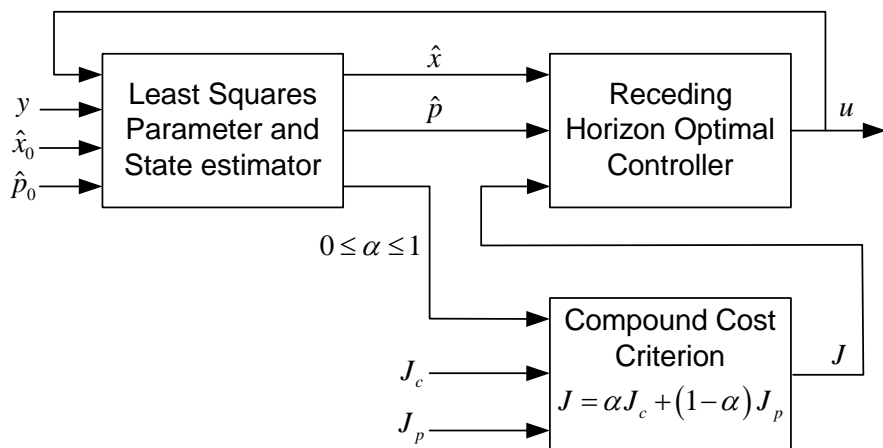 x̂
Least Squares
Parameter and
State estimator
p̂
Receding
Horizon Optimal
Controller
y
x̂₀
p̂₀
u
0 ≤ α ≤ 1
Compound Cost
Criterion
J = αJ_c + (1−α) J_p
J_c
J_p
J